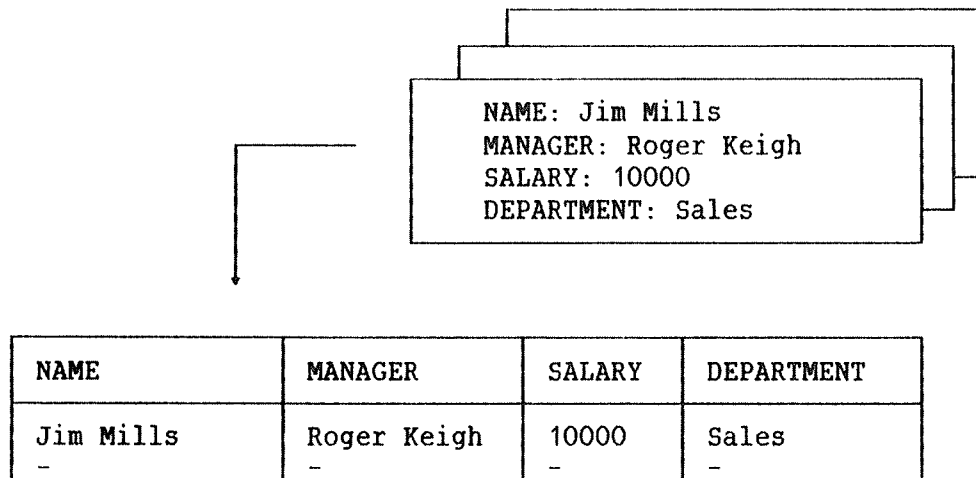 NAME: Jim Mills
MANAGER: Roger Keigh
SALARY: 10000
DEPARTMENT: Sales
NAME MANAGER SALARY DEPARTMENT
Jim Mills Roger Keigh 10000 Sales
- - - -